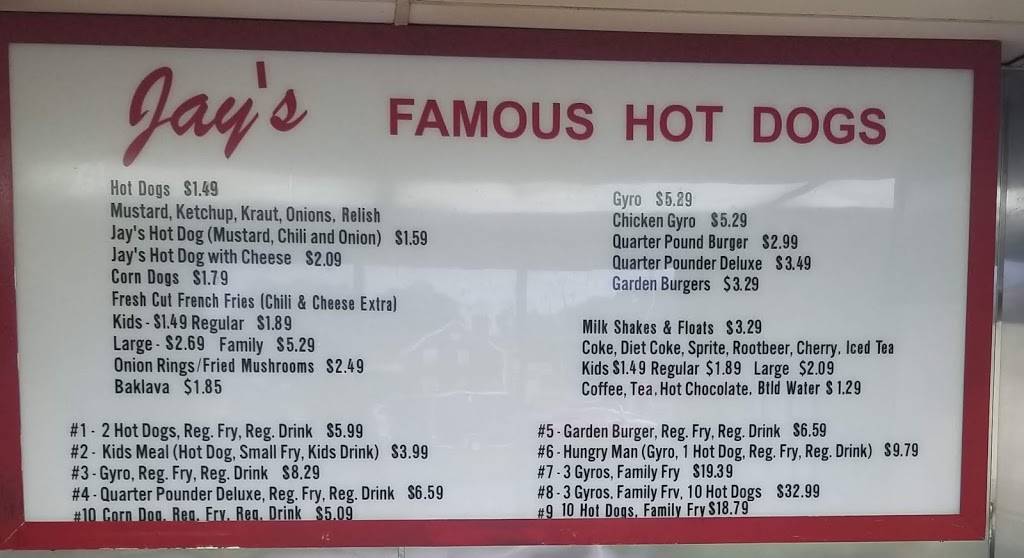 Jay's FAMOUS HOT DOGS
Hot Dogs $1.49
Mustard, Ketchup, Kraut, Onions, Relish
Jay's Hot Dog (Mustard, Chili and Onion) $1.59
Jay's Hot Dog with Cheese $2.09
Corn Dogs $1.79
Fresh Cut French Fries (Chili & Cheese Extra)
Kids - $1.49 Regular $1.89
Large - $2.69 Family $5.29
Onion Rings/Fried Mushrooms $2.49
Baklava $1.85
Gyro $5.29
Chicken Gyro $5.29
Quarter Pound Burger $2.99
Quarter Pounder Deluxe $3.49
Garden Burgers $3.29
Milk Shakes & Floats $3.29
Coke, Diet Coke, Sprite, Rootbeer, Cherry, Iced Tea
Kids $1.49 Regular $1.89 Large $2.09
Coffee, Tea, Hot Chocolate, Btld Water $1.29
#1 - 2 Hot Dogs, Reg. Fry, Reg. Drink $5.99
#2 - Kids Meal (Hot Dog, Small Fry, Kids Drink) $3.99
#3 - Gyro, Reg. Fry, Reg. Drink $8.29
#4 - Quarter Pounder Deluxe, Reg. Fry, Reg. Drink $6.59
#10 Corn Dog, Reg. Fry, Reg. Drink $5.09
#5 - Garden Burger, Reg. Fry, Reg. Drink $6.59
#6 - Hungry Man (Gyro, 1 Hot Dog, Reg. Fry, Reg. Drink) $9.79
#7 - 3 Gyros, Family Fry $19.39
#8 - 3 Gyros, Family Fry, 10 Hot Dogs $32.99
#9 10 Hot Dogs, Family Fry $18.79